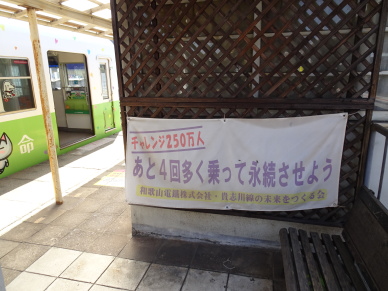 チャレンジ250万人
あと4回多く乗って永続させよう
和歌山電鐵株式会社・貴志川線の未来をつくる会